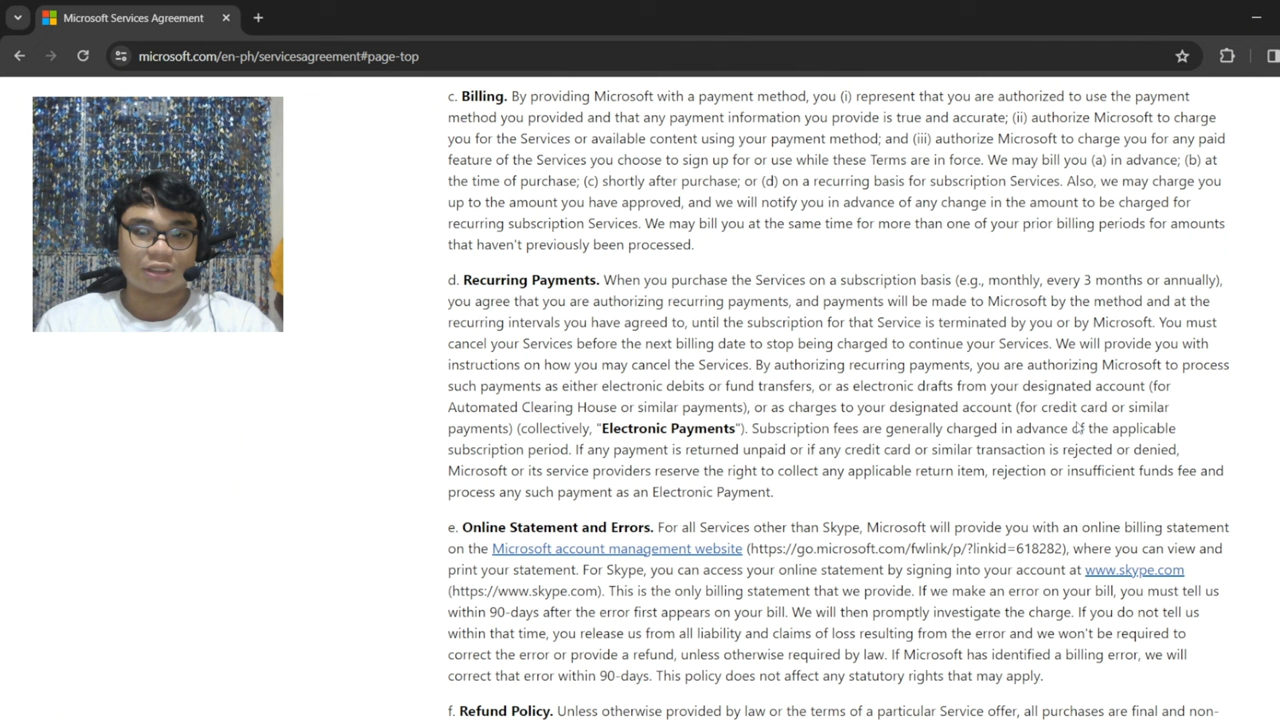 Microsoft Services Agreement
microsoft.com/en-ph/servicesagreement#page-top
c. Billing. By providing Microsoft with a payment method, you (i) represent that you are authorized to use the payment
method you provided and that any payment information you provide is true and accurate; (ii) authorize Microsoft to charge
you for the Services or available content using your payment method; and (iii) authorize Microsoft to charge you for any paid
feature of the Services you choose to sign up for or use while these Terms are in force. We may bill you (a) in advance; (b) at
the time of purchase; (c) shortly after purchase; or (d) on a recurring basis for subscription Services. Also, we may charge you
up to the amount you have approved, and we will notify you in advance of any change in the amount to be charged for
recurring subscription Services. We may bill you at the same time for more than one of your prior billing periods for amounts
that haven't previously been processed.
d. Recurring Payments. When you purchase the Services on a subscription basis (e.g., monthly, every 3 months or annually),
you agree that you are authorizing recurring payments, and payments will be made to Microsoft by the method and at the
recurring intervals you have agreed to, until the subscription for that Service is terminated by you or by Microsoft. You must
cancel your Services before the next billing date to stop being charged to continue your Services. We will provide you with
instructions on how you may cancel the Services. By authorizing recurring payments, you are authorizing Microsoft to process
such payments as either electronic debits or fund transfers, or as electronic drafts from your designated account (for
Automated Clearing House or similar payments), or as charges to your designated account (for credit card or similar
payments) (collectively, "Electronic Payments"). Subscription fees are generally charged in advance of the applicable
subscription period. If any payment is returned unpaid or if any credit card or similar transaction is rejected or denied,
Microsoft or its service providers reserve the right to collect any applicable return item, rejection or insufficient funds fee and
process any such payment as an Electronic Payment.
e. Online Statement and Errors. For all Services other than Skype, Microsoft will provide you with an online billing statement
on the Microsoft account management website (https://go.microsoft.com/fwlink/p/?linkid=618282), where you can view and
print your statement. For Skype, you can access your online statement by signing into your account at www.skype.com
(https://www.skype.com). This is the only billing statement that we provide. If we make an error on your bill, you must tell us
within 90-days after the error first appears on your bill. We will then promptly investigate the charge. If you do not tell us
within that time, you release us from all liability and claims of loss resulting from the error and we won't be required to
correct the error or provide a refund, unless otherwise required by law. If Microsoft has identified a billing error, we will
correct that error within 90-days. This policy does not affect any statutory rights that may apply.
f. Refund Policy. Unless otherwise provided by law or the terms of a particular Service offer, all purchases are final and non-